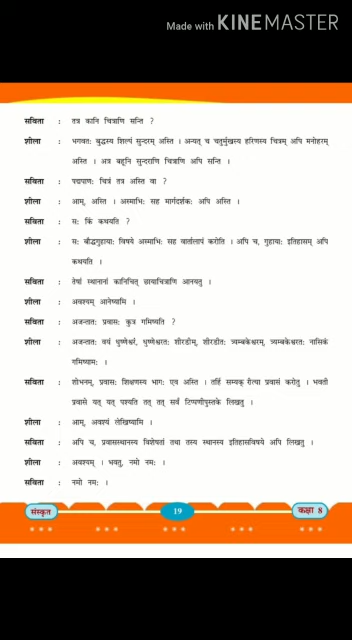 Made with KINEMASTER
सविता : तत्र कानि चित्राणि सन्ति ?
शीला : भगवतः बुद्धस्य शिल्पं सुन्दरम् अस्ति । अन्यत् च चतुर्मुखस्य हरिणस्य चित्रम् अपि मनोहरम्
अस्ति । अत्र बहूनि सुन्दराणि चित्राणि अपि सन्ति ।
सविता : पद्मपाणः चित्रं तत्र अस्ति वा ?
शीला : आम्, अस्ति । अस्माभिः सह मार्गदर्शकः अपि अस्ति ।
सविता : सः किं कथयति ?
शीला : सः बौद्धगुहायाः विषये अस्माभिः सह वार्तालापं करोति । अपि च, गुहायाः इतिहासम् अपि
कथयति ।
सविता : तेषां स्थानानां कानिचित् छायाचित्राणि आनयतु ।
शीला : अवश्यम् आनेष्यामि ।
सविता : अजन्तातः प्रवासः कुत्र गमिष्यति ?
शीला : अजन्तातः वयं घुष्णेश्वरं, घुष्णेश्वरतः शीरडीम्, शीरडीतः त्र्यम्बकेश्वरम्, त्र्यम्बकेश्वरतः नासिकं
गमिष्यामः ।
सविता : शोभनम्, प्रवासः शिक्षणस्य भागः एव अस्ति । तर्हि सम्यक् रीत्या प्रवासं करोतु । भवती
प्रवासे यत् यत् पश्यति तत् तत् सर्वं टिप्पणीपुस्तके लिखतु ।
शीला : आम्, अवश्यं लेखिष्यामि ।
सविता : अपि च, प्रवासस्थानस्य विशेषतां तथा तस्य स्थानस्य इतिहासविषये अपि लिखतु ।
शीला : अवश्यम् । भवतु, नमो नमः ।
सविता : नमो नमः ।
संस्कृत 19 कक्षा 8